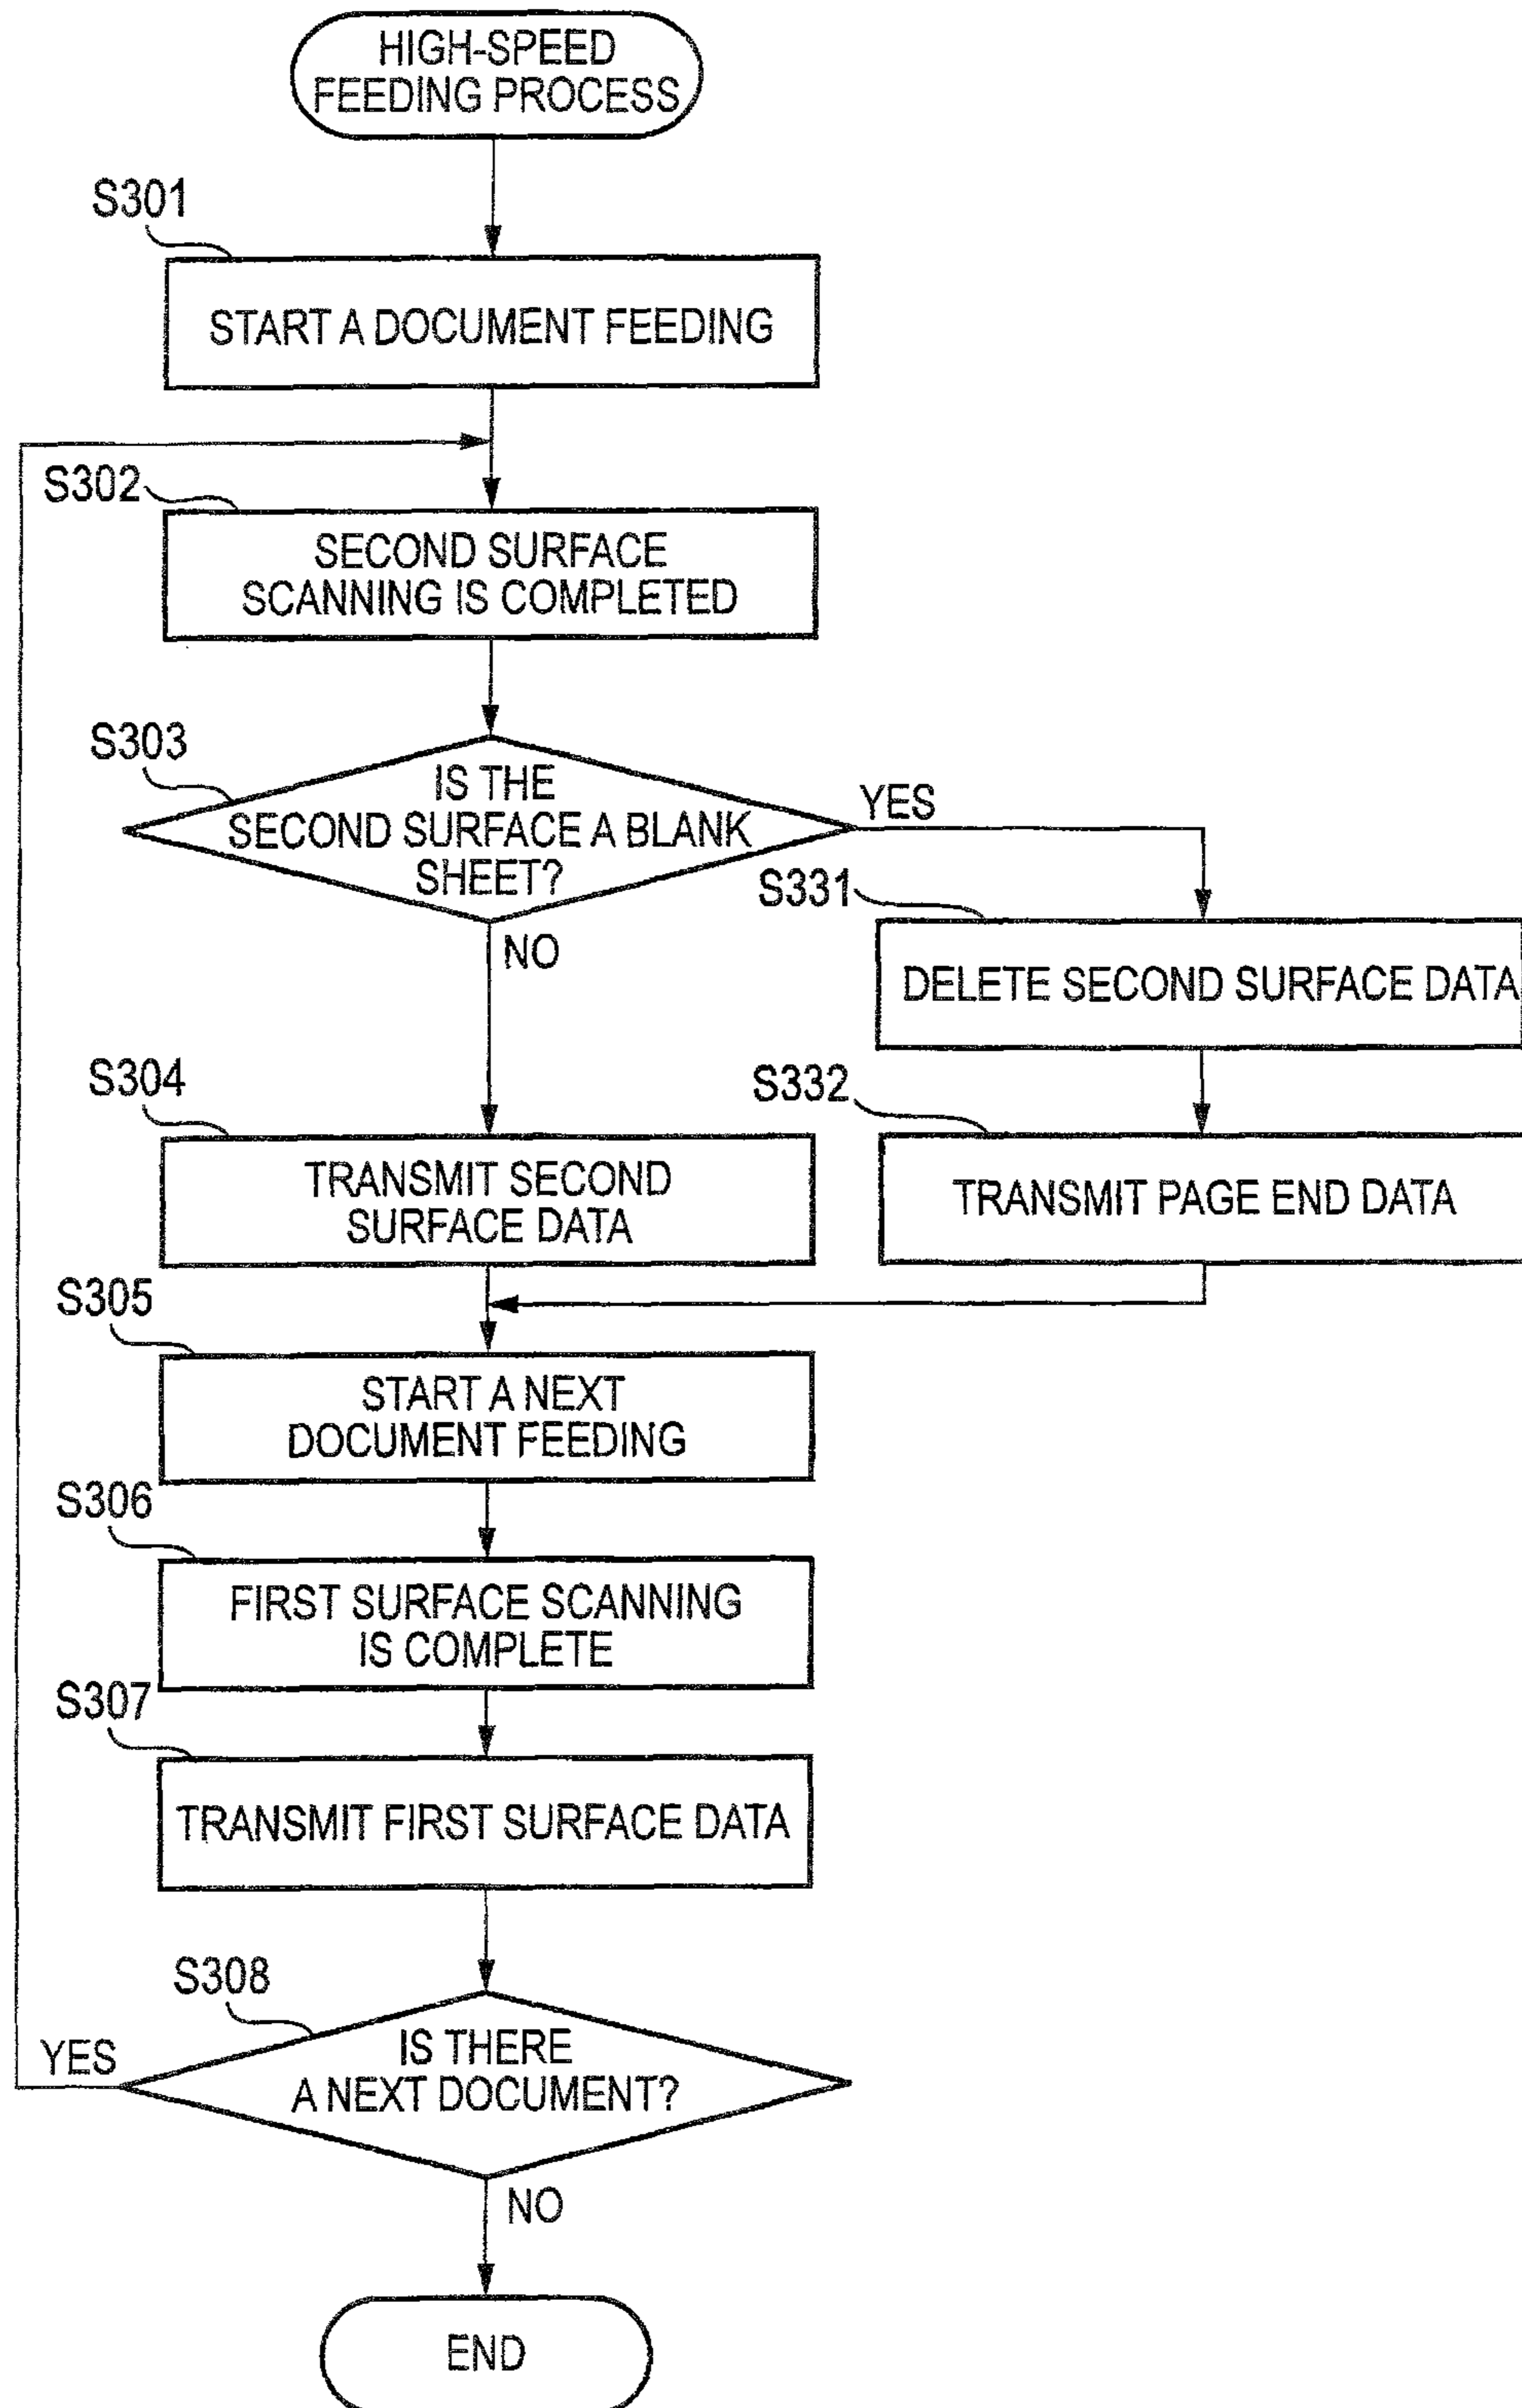 HIGH-SPEED
FEEDING PROCESS
S301
START A DOCUMENT FEEDING
S302
SECOND SURFACE
SCANNING IS COMPLETED
S303
IS THE
SECOND SURFACE A BLANK
SHEET?
YES
NO
S331
DELETE SECOND SURFACE DATA
S304
TRANSMIT SECOND
SURFACE DATA
S332
TRANSMIT PAGE END DATA
S305
START A NEXT
DOCUMENT FEEDING
S306
FIRST SURFACE SCANNING
IS COMPLETE
S307
TRANSMIT FIRST SURFACE DATA
S308
IS THERE
A NEXT DOCUMENT?
YES
NO
END